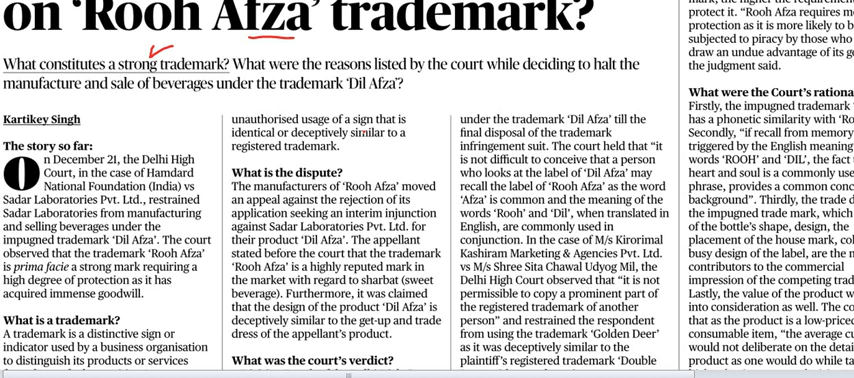 on ‘Rooh Afza’ trademark?
What constitutes a strong trademark? What were the reasons listed by the court while deciding to halt the
manufacture and sale of beverages under the trademark ‘Dil Afza’?
Kartikey Singh
The story so far:
On December 21, the Delhi High
Court, in the case of Hamdard
National Foundation (India) vs
Sadar Laboratories Pvt. Ltd., restrained
Sadar Laboratories from manufacturing
and selling beverages under the
impugned trademark ‘Dil Afza’. The court
observed that the trademark ‘Rooh Afza’
is prima facie a strong mark requiring a
high degree of protection as it has
acquired immense goodwill.
What is a trademark?
A trademark is a distinctive sign or
indicator used by a business organisation
to distinguish its products or services
unauthorised usage of a sign that is
identical or deceptively similar to a
registered trademark.
What is the dispute?
The manufacturers of ‘Rooh Afza’ moved
an appeal against the rejection of its
application seeking an interim injunction
against Sadar Laboratories Pvt. Ltd. for
their product ‘Dil Afza’. The appellant
stated before the court that the trademark
‘Rooh Afza’ is a highly reputed mark in
the market with regard to sharbat (sweet
beverage). Furthermore, it was claimed
that the design of the product ‘Dil Afza’ is
deceptively similar to the get-up and trade
dress of the appellant’s product.
What was the court’s verdict?
under the trademark ‘Dil Afza’ till the
final disposal of the trademark
infringement suit. The court held that “it
is not difficult to conceive that a person
who looks at the label of ‘Dil Afza’ may
recall the label of ‘Rooh Afza’ as the word
‘Afza’ is common and the meaning of the
words ‘Rooh’ and ‘Dil’, when translated in
English, are commonly used in
conjunction. In the case of M/s Kirorimal
Kashiram Marketing & Agencies Pvt. Ltd.
vs M/s Shree Sita Chawal Udyog Mil, the
Delhi High Court observed that “it is not
permissible to copy a prominent part of
the registered trademark of another
person” and restrained the respondent
from using the trademark ‘Golden Deer’
as it was deceptively similar to the
plaintiff’s registered trademark ‘Double
mark, the higher the requirement
protect it. “Rooh Afza requires
protection as it is more likely to b
subjected to piracy by those who
draw an undue advantage of its g
the judgment said.
What were the Court’s rationa
Firstly, the impugned trademark
has a phonetic similarity with ‘Ro
Secondly, “if recall from memory
triggered by the English meaning
words ‘ROOH’ and ‘DIL’, the fact
heart and soul is a commonly use
phrase, provides a common conc
background”. Thirdly, the trade d
the impugned trade mark, which
of the bottle’s shape, design, the
placement of the house mark, col
busy design of the label, are the m
contributors to the commercial
impression of the competing trad
Lastly, the value of the product w
into consideration as well. The co
that as the product is a low-priced
consumable item, “the average cu
would not deliberate on the detai
product as one would do while ta